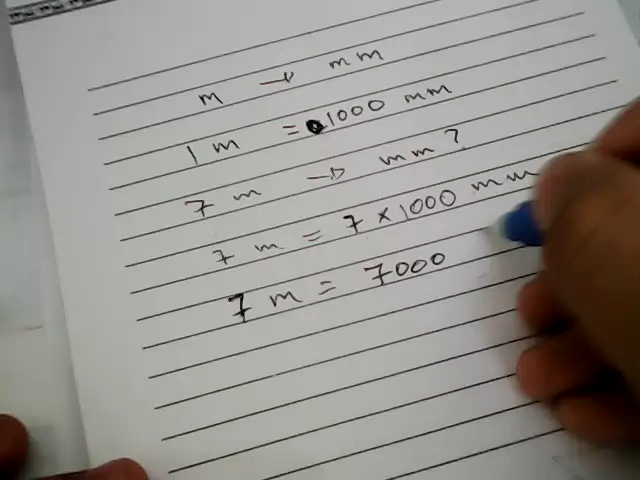 m → mm
1 m = 1000 mm
7 m → mm?
7 m = 7 × 1000 mm
7 m = 7000